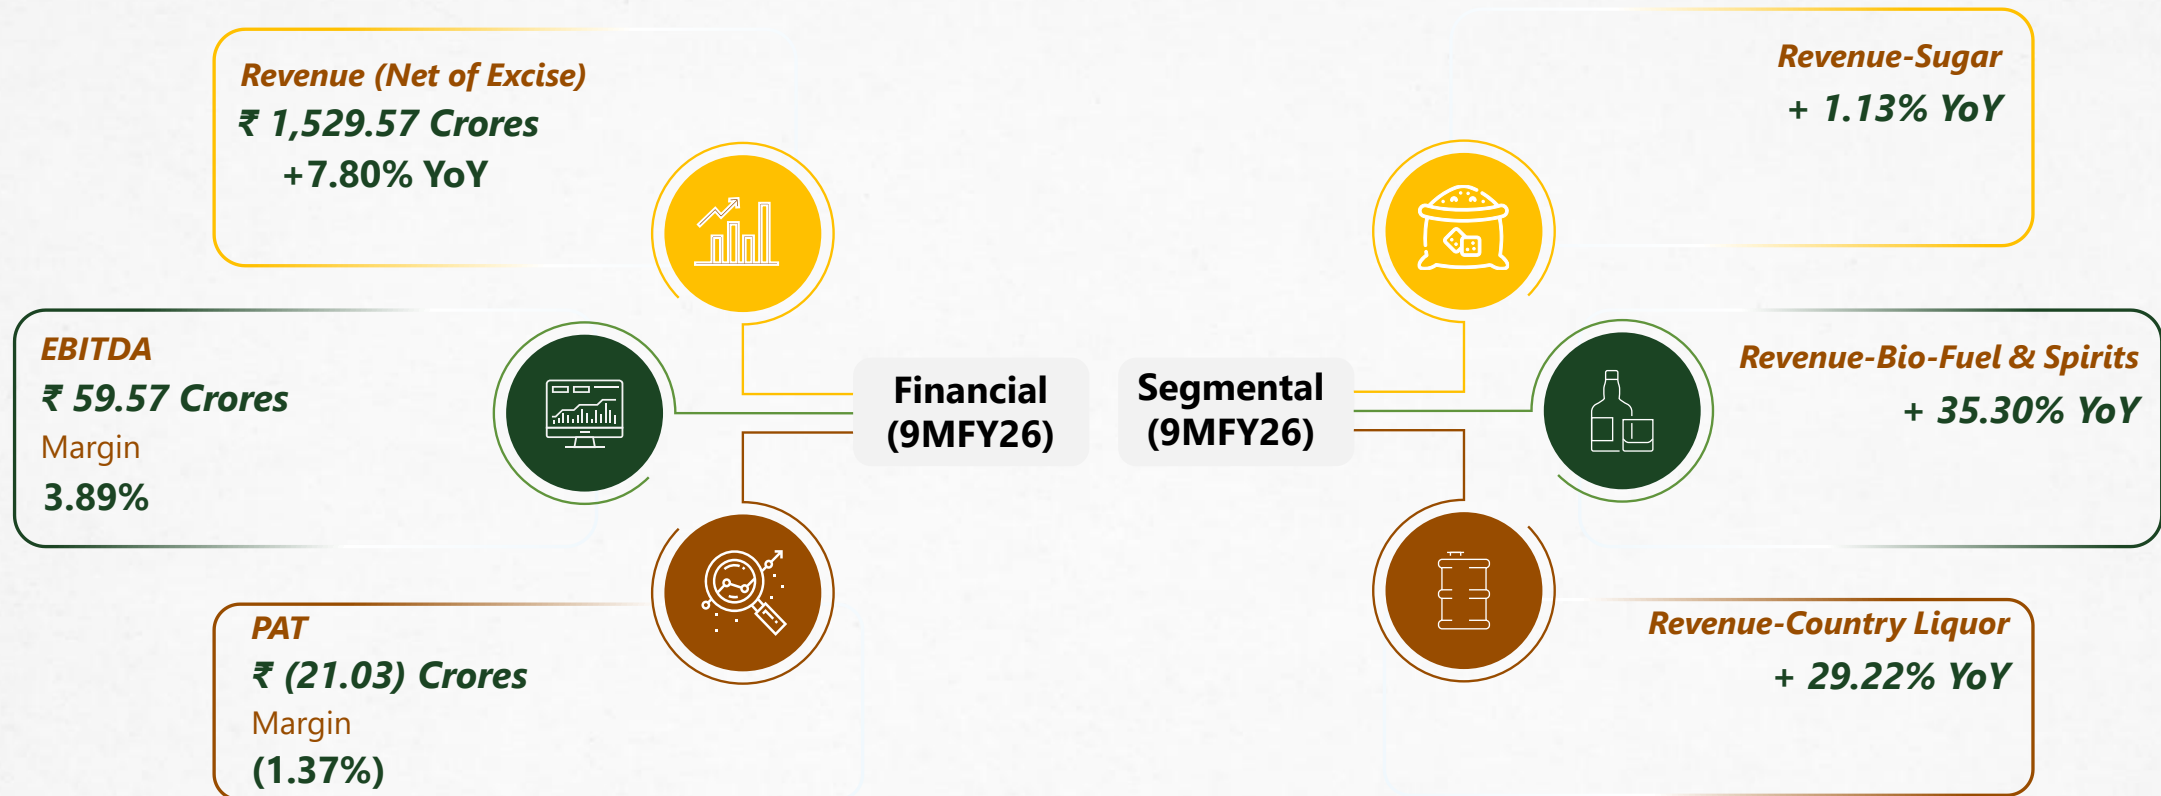 Revenue (Net of Excise)
₹ 1,529.57 Crores
+7.80% YoY
EBITDA
₹ 59.57 Crores
Margin
3.89%
PAT
₹ (21.03) Crores
Margin
(1.37%)
Financial
(9MFY26)
Segmental
(9MFY26)
Revenue-Sugar
+ 1.13% YoY
Revenue-Bio-Fuel & Spirits
+ 35.30% YoY
Revenue-Country Liquor
+ 29.22% YoY